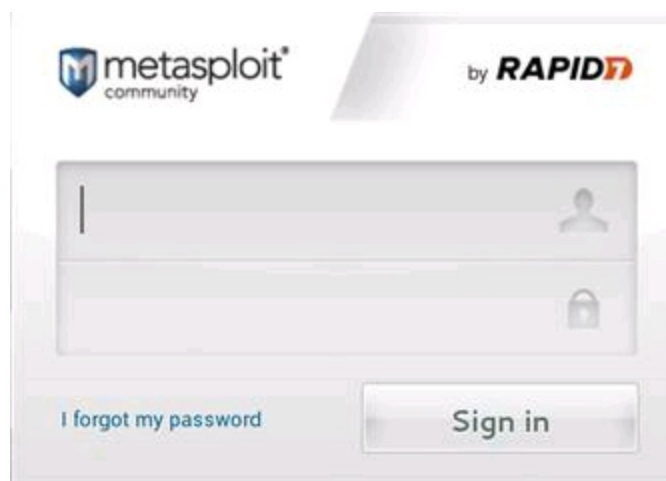 metasploit®
community
by RAPID7
I forgot my password
Sign in